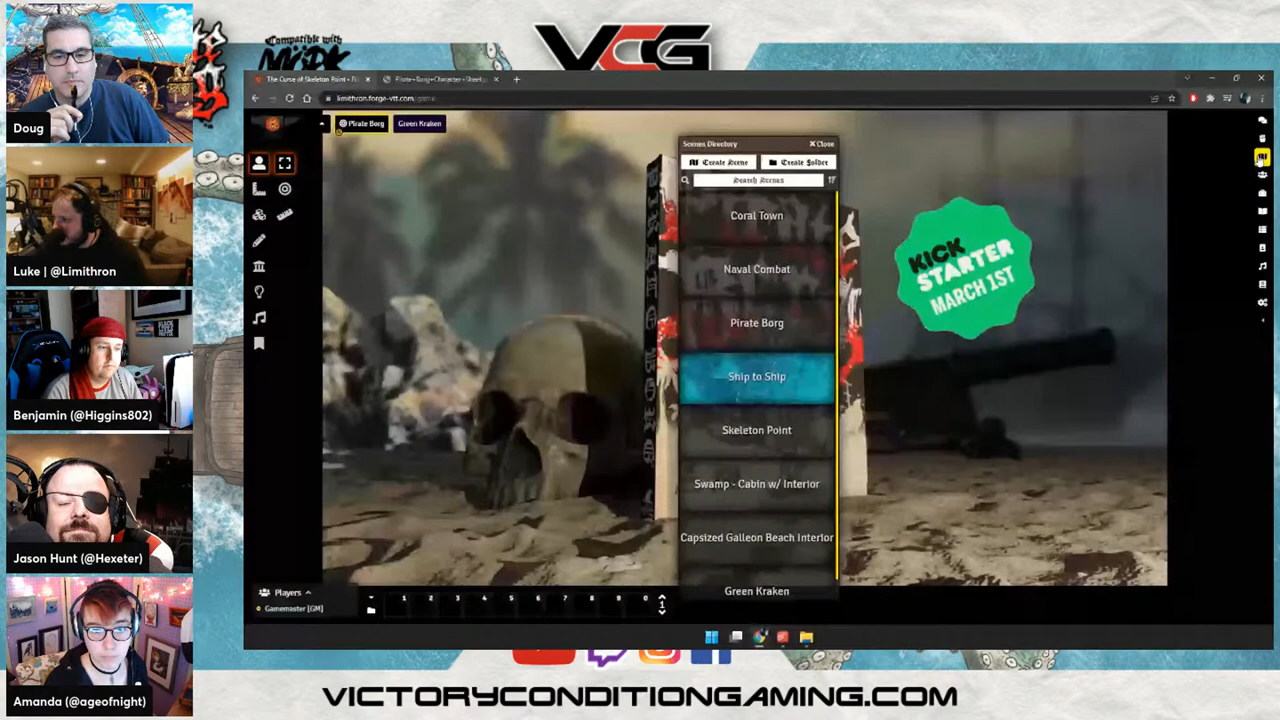 Doug
Luke | @Limithron
Benjamin (@Higgins802)
Jason Hunt (@Hexeter)
Amanda (@ageofnight)
Compatible with
MÖRK
VCG
The Curse of Skeleton Point
Pirate+Borg+Character+Sheet
limithron.forge-vtt.com/game
Pirate Borg
Green Kraken
Scenes Directory
Close
Create Scene
Create Folder
Search Scenes
Coral Town
Naval Combat
Pirate Borg
Ship to Ship
Skeleton Point
Swamp - Cabin w/ Interior
Capsized Galleon Beach Interior
Green Kraken
PIRATE BORG
KICK
STARTER
MARCH 1ST
Players
Gamemaster [GM]
1 2 3 4 5 6 7 8 9 0
1
VICTORYCONDITIONGAMING.COM